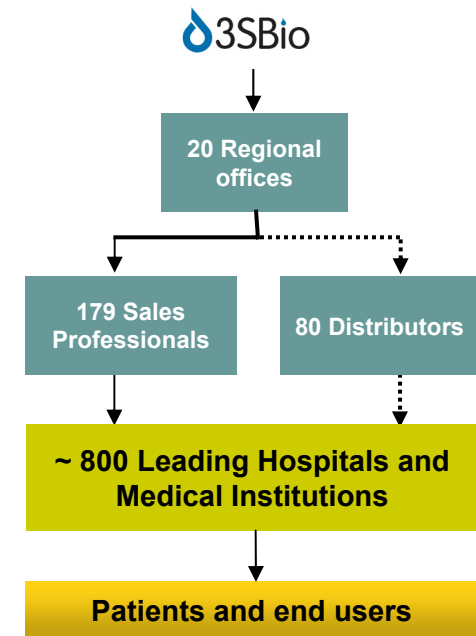 3SBio
20 Regional
offices
179 Sales
Professionals
80 Distributors
~ 800 Leading Hospitals and
Medical Institutions
Patients and end users